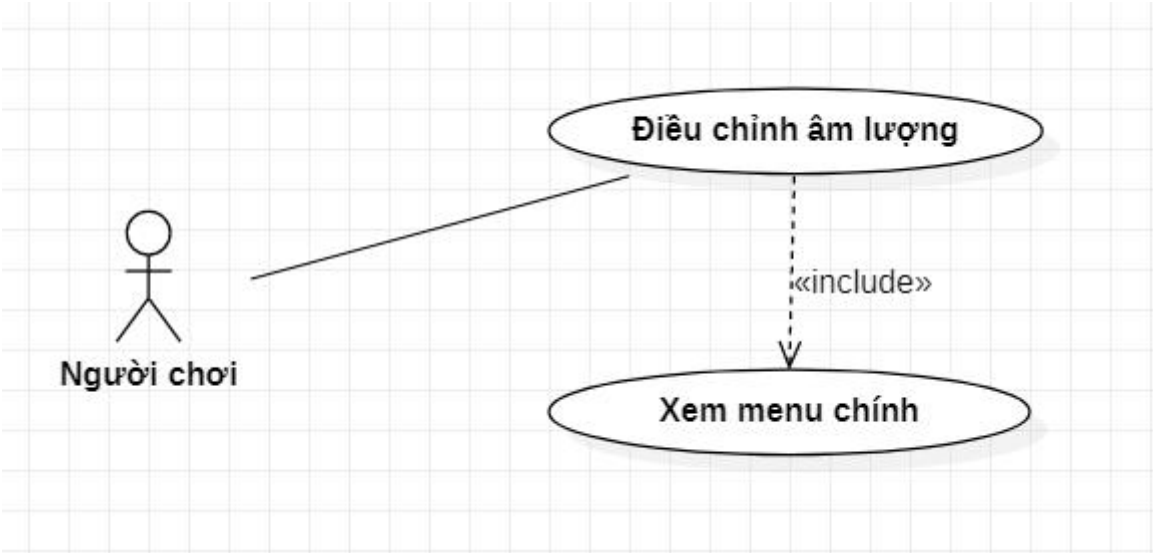 Điều chỉnh âm lượng
«include»
Người chơi
Xem menu chính